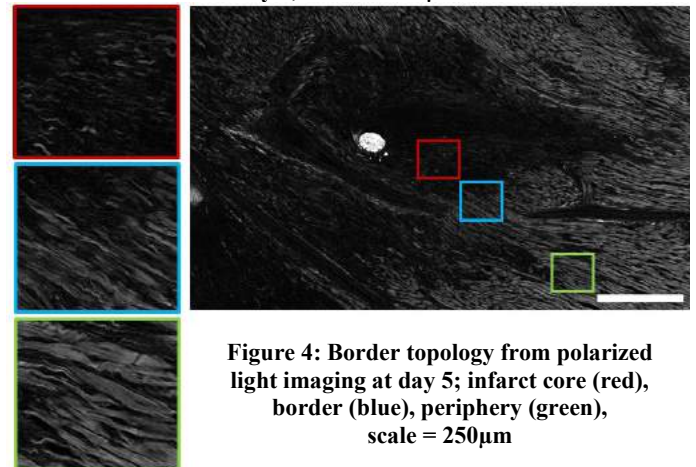 Figure 4: Border topology from polarized
light imaging at day 5; infarct core (red),
border (blue), periphery (green),
scale = 250µm